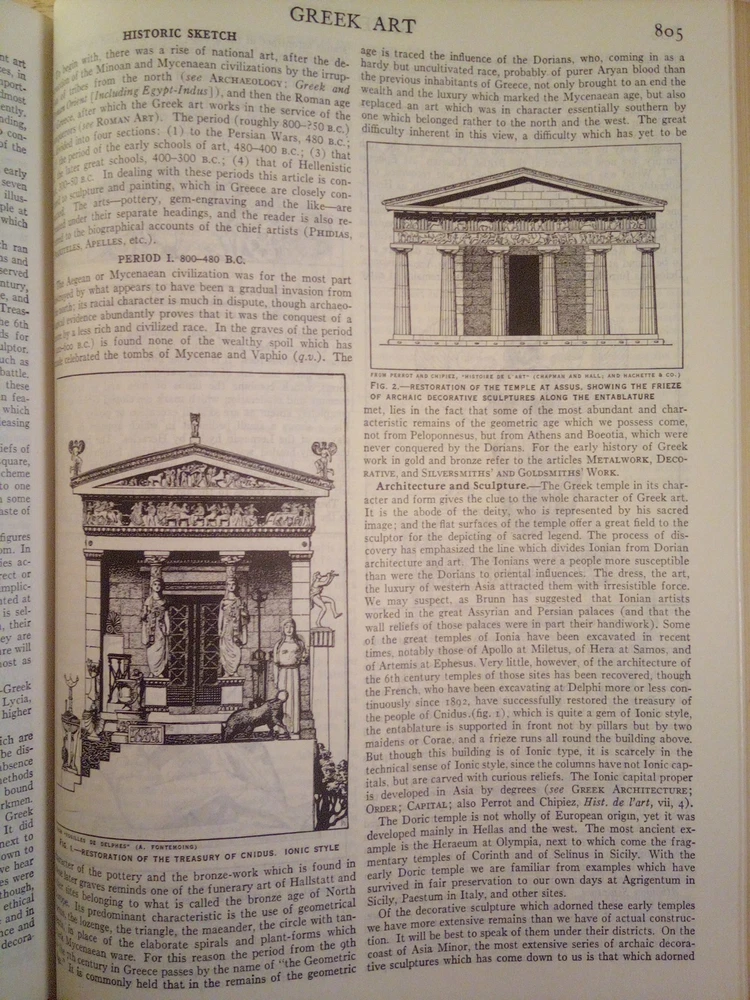 GREEK ART
805
HISTORIC SKETCH
To begin with, there was a rise of national art, after the de-
of the Minoan and Mycenaean civilizations by the irrup-
of tribes from the north (see ARCHAEOLOGY: Greek and
[Including Egypt-Indus]), and then the Roman age
after which the Greek art works in the service of the
(see ROMAN ART). The period (roughly 800–?50 B.C.)
into four sections: (1) to the Persian Wars, 480 B.C.;
the period of the early schools of art, 480–400 B.C.; (3) that
later great schools, 400–300 B.C.; (4) that of Hellenistic
B.C. In dealing with these periods this article is con-
to sculpture and painting, which in Greece are closely con-
The arts—pottery, gem-engraving and the like—are
under their separate headings, and the reader is also re-
to the biographical accounts of the chief artists (PHIDIAS,
APELLES, etc.).
PERIOD I. 800–480 B.C.
The Aegean or Mycenaean civilization was for the most part
by what appears to have been a gradual invasion from
north; its racial character is much in dispute, though archaeo-
evidence abundantly proves that it was the conquest of a
by a less rich and civilized race. In the graves of the period
B.C.) is found none of the wealthy spoil which has
celebrated the tombs of Mycenae and Vaphio (q.v.). The
DE DELPHES" (A. FONTEMOING)
FIG. 1.—RESTORATION OF THE TREASURY OF CNIDUS. IONIC STYLE
of the pottery and the bronze-work which is found in
later graves reminds one of the funerary art of Hallstatt and
sites belonging to what is called the bronze age of North
Its predominant characteristic is the use of geometrical
the lozenge, the triangle, the maeander, the circle with tan-
in place of the elaborate spirals and plant-forms which
Mycenaean ware. For this reason the period from the 9th
century in Greece passes by the name of "the Geometric
It is commonly held that in the remains of the geometric
age is traced the influence of the Dorians, who, coming in as a
hardy but uncultivated race, probably of purer Aryan blood than
the previous inhabitants of Greece, not only brought to an end the
wealth and the luxury which marked the Mycenaean age, but also
replaced an art which was in character essentially southern by
one which belonged rather to the north and the west. The great
difficulty inherent in this view, a difficulty which has yet to be
FROM PERROT AND CHIPIEZ, "HISTOIRE DE L'ART" (CHAPMAN AND HALL; AND HACHETTE & CO.)
FIG. 2.—RESTORATION OF THE TEMPLE AT ASSUS, SHOWING THE FRIEZE
OF ARCHAIC DECORATIVE SCULPTURES ALONG THE ENTABLATURE
met, lies in the fact that some of the most abundant and char-
acteristic remains of the geometric age which we possess come,
not from Peloponnesus, but from Athens and Boeotia, which were
never conquered by the Dorians. For the early history of Greek
work in gold and bronze refer to the articles METALWORK, DECO-
RATIVE, and SILVERSMITHS' AND GOLDSMITHS' WORK.
Architecture and Sculpture.—The Greek temple in its char-
acter and form gives the clue to the whole character of Greek art.
It is the abode of the deity, who is represented by his sacred
image; and the flat surfaces of the temple offer a great field to the
sculptor for the depicting of sacred legend. The process of dis-
covery has emphasized the line which divides Ionian from Dorian
architecture and art. The Ionians were a people more susceptible
than were the Dorians to oriental influences. The dress, the art,
the luxury of western Asia attracted them with irresistible force.
We may suspect, as Brunn has suggested that Ionian artists
worked in the great Assyrian and Persian palaces (and that the
wall reliefs of those palaces were in part their handiwork). Some
of the great temples of Ionia have been excavated in recent
times, notably those of Apollo at Miletus, of Hera at Samos, and
of Artemis at Ephesus. Very little, however, of the architecture of
the 6th century temples of those sites has been recovered, though
the French, who have been excavating at Delphi more or less con-
tinuously since 1892, have successfully restored the treasury of
the people of Cnidus.(fig. 1), which is quite a gem of Ionic style,
the entablature is supported in front not by pillars but by two
maidens or Corae, and a frieze runs all round the building above.
But though this building is of Ionic type, it is scarcely in the
technical sense of Ionic style, since the columns have not Ionic cap-
itals, but are carved with curious reliefs. The Ionic capital proper
is developed in Asia by degrees (see GREEK ARCHITECTURE;
ORDER; CAPITAL; also Perrot and Chipiez, Hist. de l'art, vii, 4).
The Doric temple is not wholly of European origin, yet it was
developed mainly in Hellas and the west. The most ancient ex-
ample is the Heraeum at Olympia, next to which come the frag-
mentary temples of Corinth and of Selinus in Sicily. With the
early Doric temple we are familiar from examples which have
survived in fair preservation to our own days at Agrigentum in
Sicily, Paestum in Italy, and other sites.
Of the decorative sculpture which adorned these early temples
we have more extensive remains than we have of actual construc-
tion. It will be best to speak of them under their districts. On the
coast of Asia Minor, the most extensive series of archaic decora-
tive sculptures which has come down to us is that which adorned